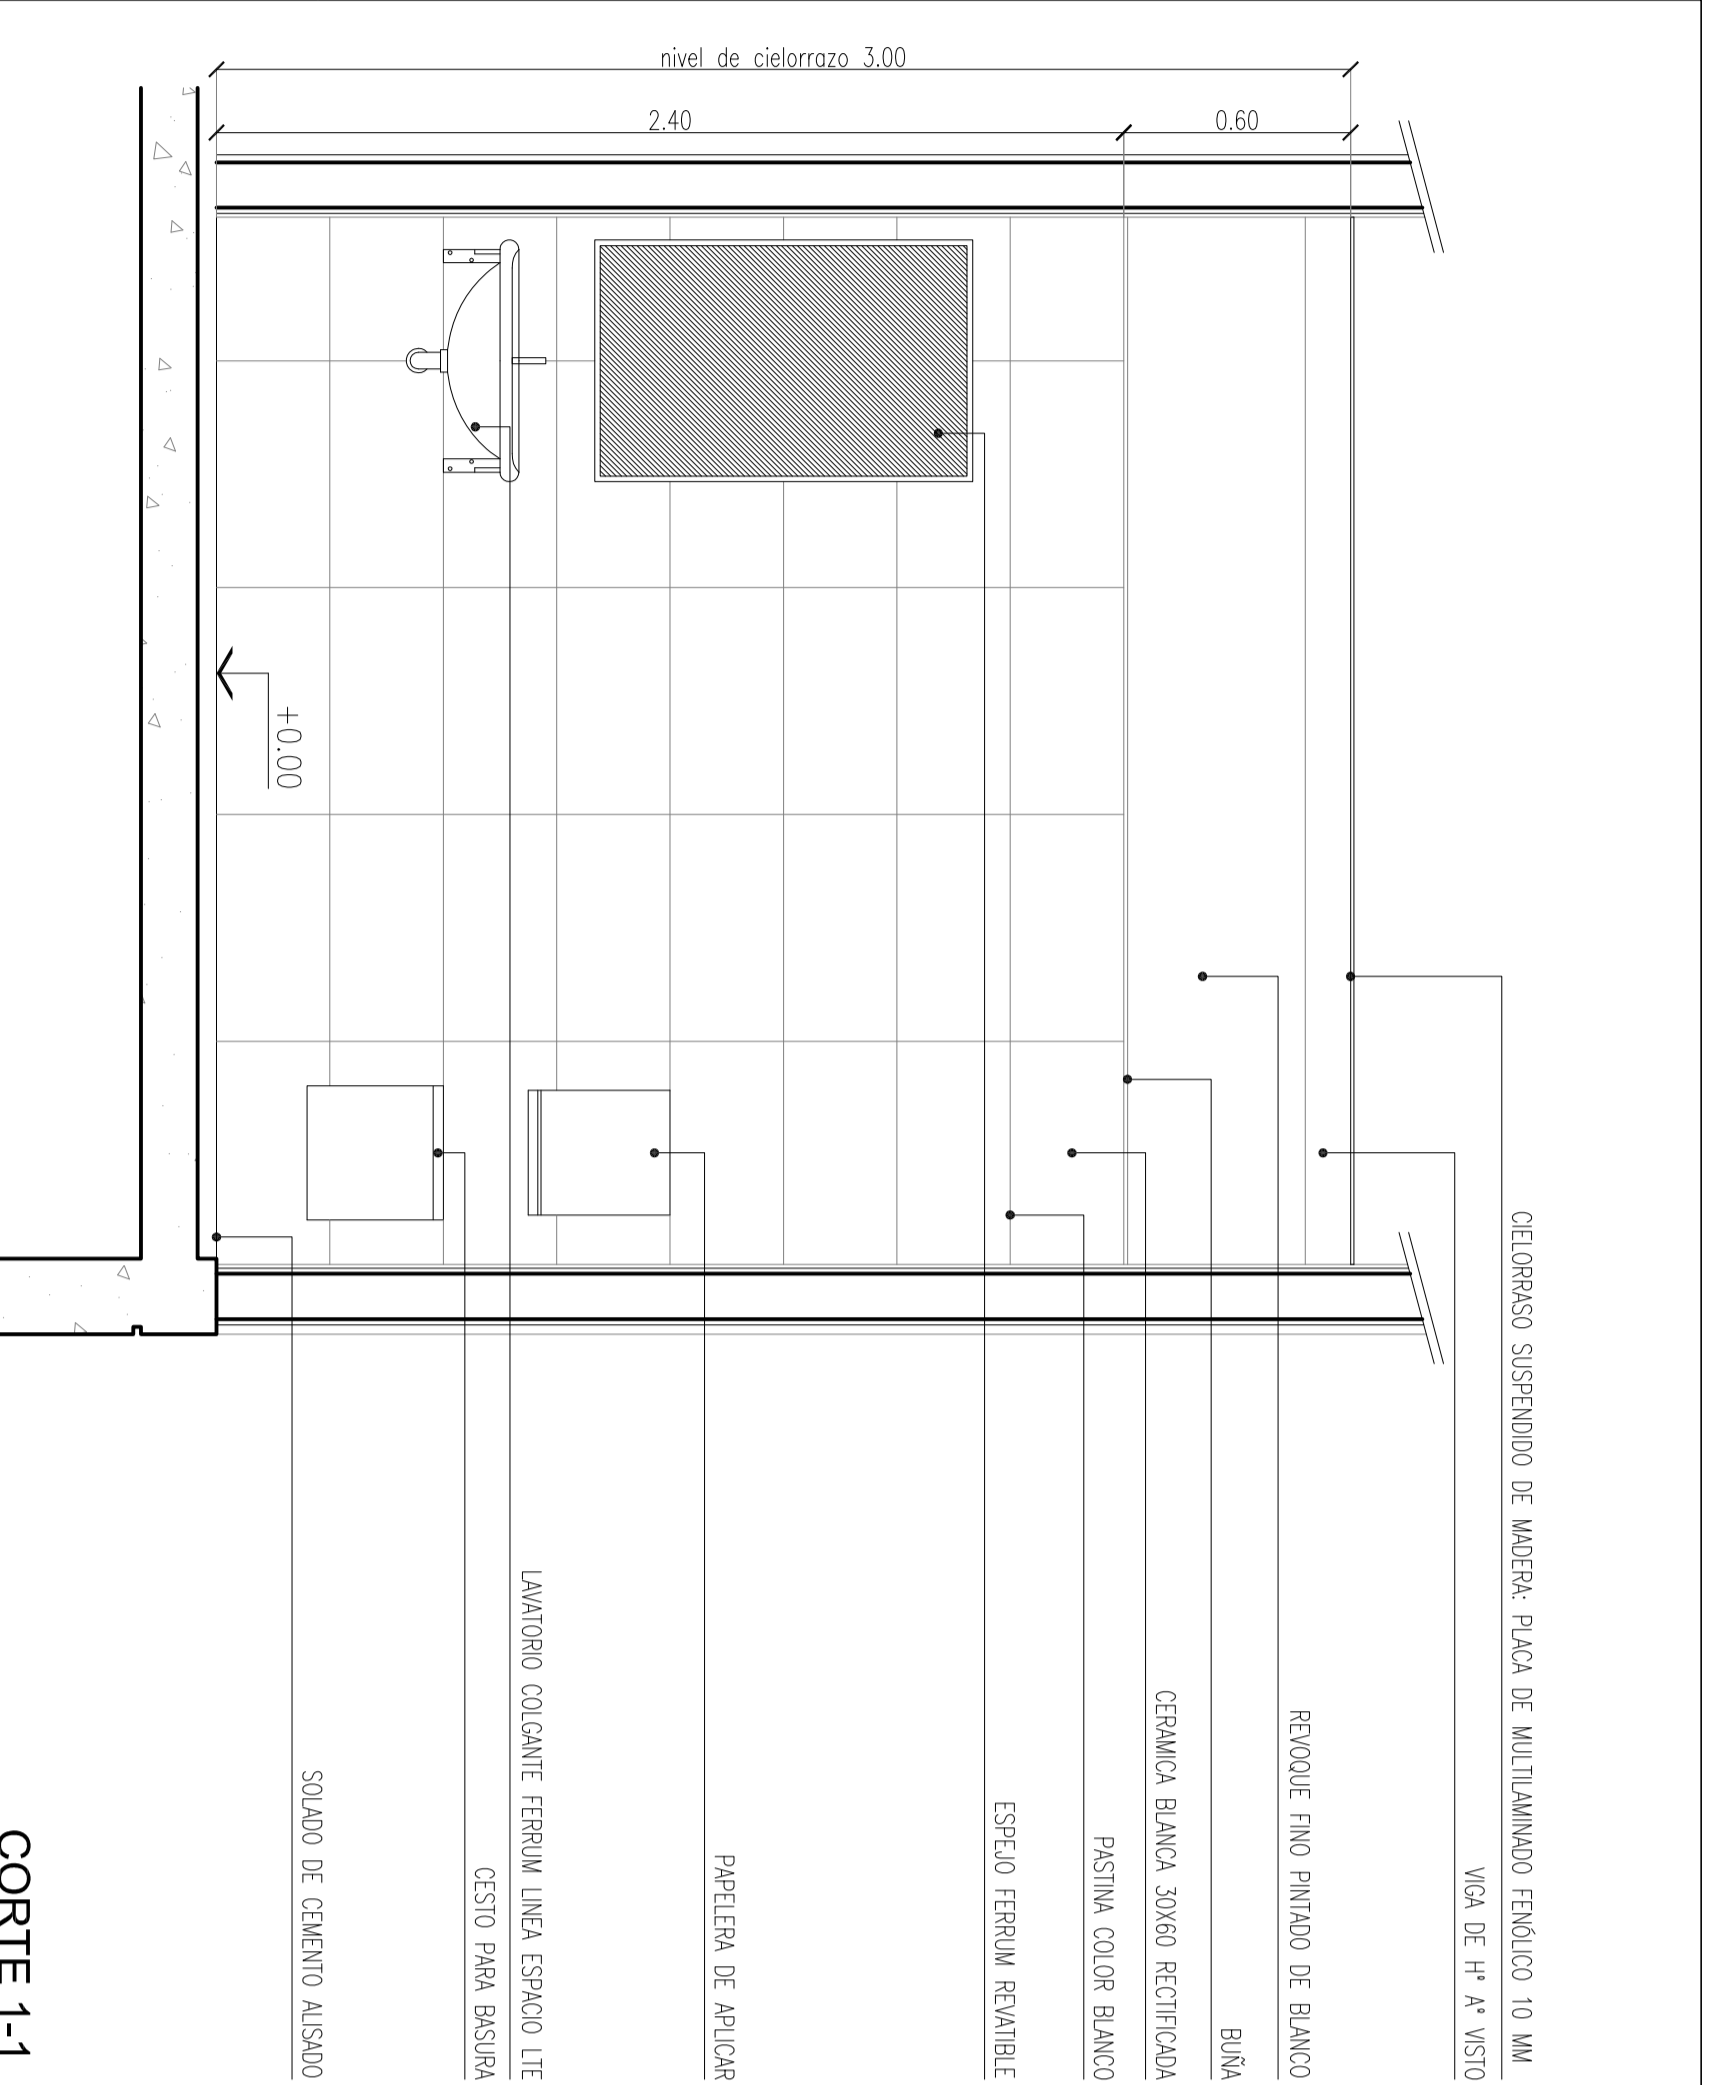 nivel de cielorrazo 3.00
2.40
0.60
CIELORRASO SUSPENDIDO DE MADERA: PLACA DE MULTILAMINADO FENÓLICO 10 MM
VIGA DE Hº Aº VISTO
REVOQUE FINO PINTADO DE BLANCO
BUÑA
CERAMICA BLANCA 30X60 RECTIFICADA
PASTINA COLOR BLANCO
ESPEJO FERRUM REVATIBLE
PAPELERA DE APLICAR
LAVATORIO COLGANTE FERRUM LINEA ESPACIO LTE
CESTO PARA BASURA
SOLADO DE CEMENTO ALISADO
+0.00
CORTE 1-1